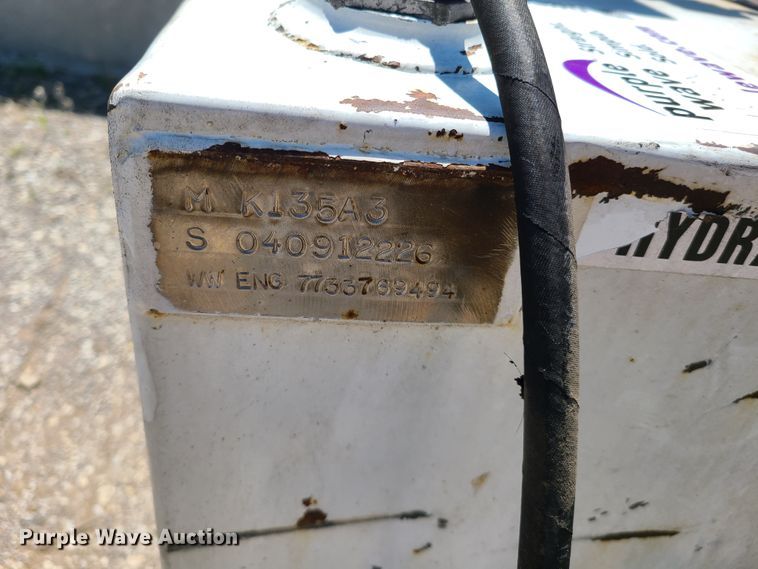 Purple
Wave
M K135A3
S 040912226
WW ENG 7733769494
HYDR
Purple Wave Auction